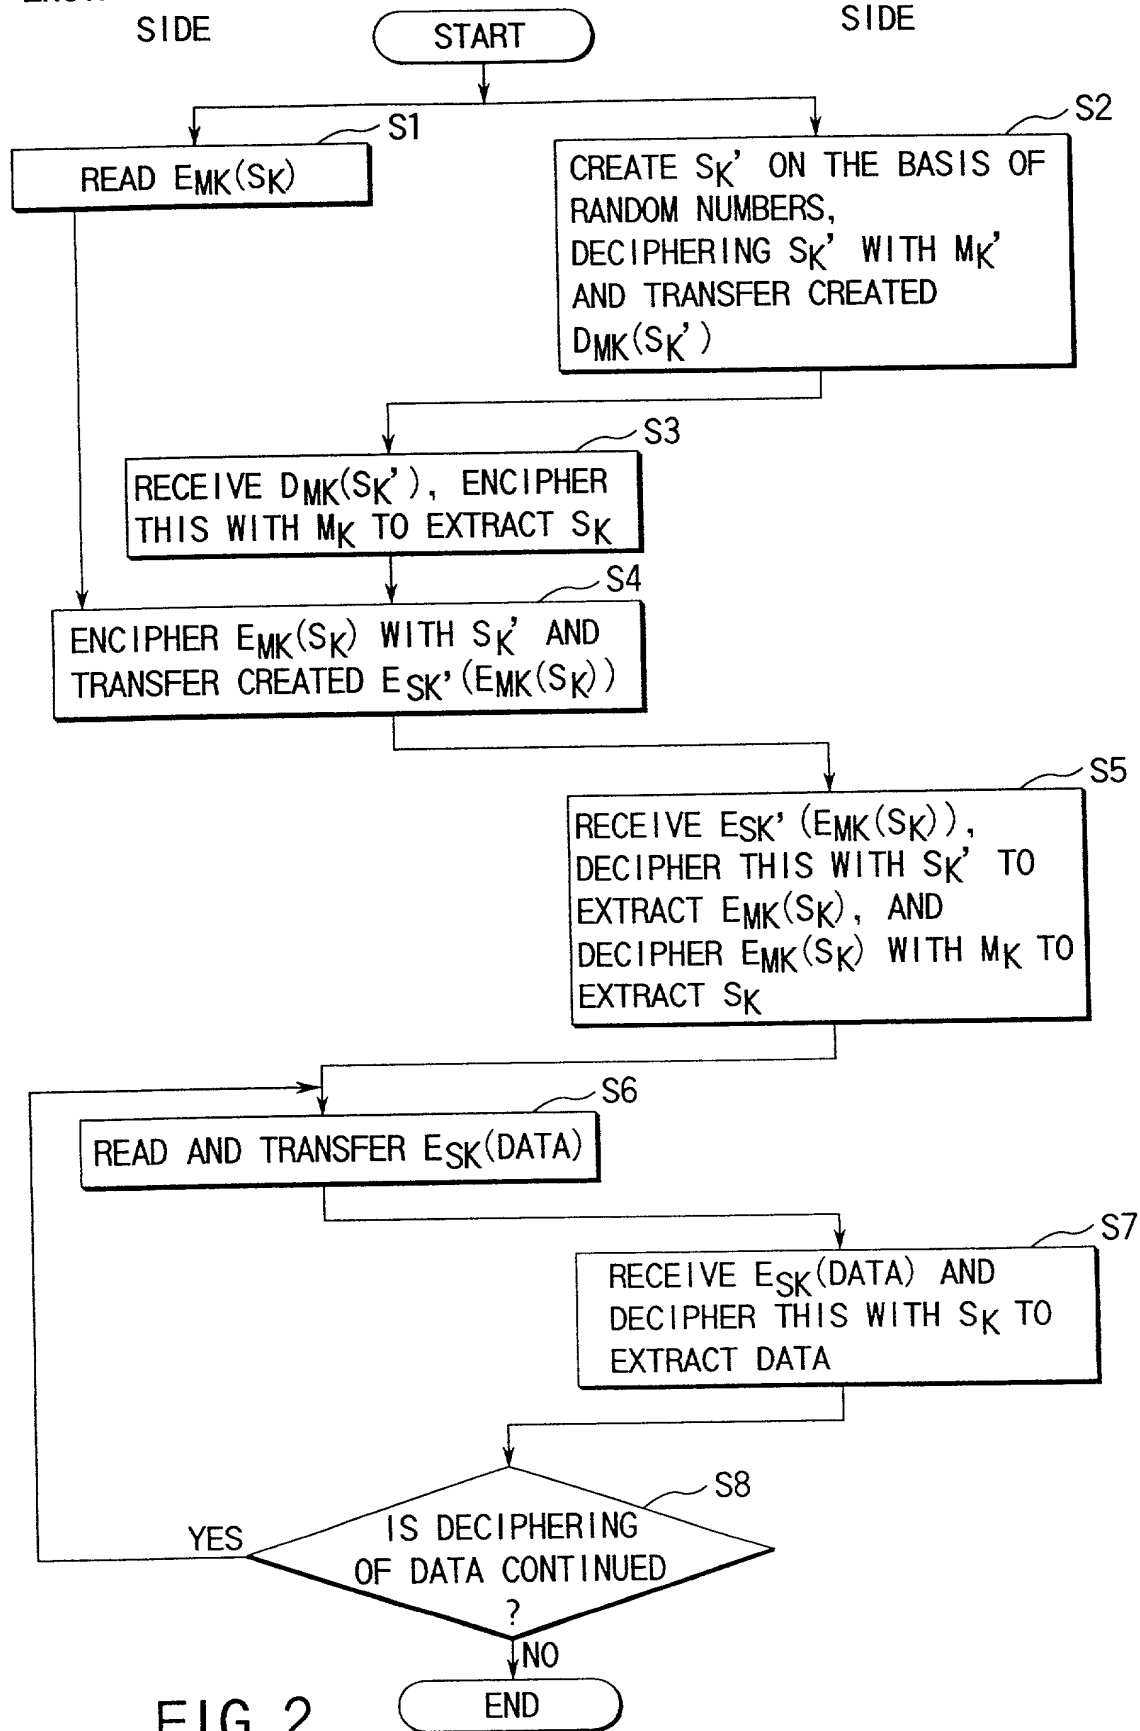 SIDE
SIDE
START
S1
READ EMK(SK)
S2
CREATE SK' ON THE BASIS OF
RANDOM NUMBERS,
DECIPHERING SK' WITH MK'
AND TRANSFER CREATED
DMK(SK')
S3
RECEIVE DMK(SK'), ENCIPHER
THIS WITH MK TO EXTRACT SK
S4
ENCIPHER EMK(SK) WITH SK' AND
TRANSFER CREATED ESK'(EMK(SK))
S5
RECEIVE ESK'(EMK(SK)),
DECIPHER THIS WITH SK' TO
EXTRACT EMK(SK), AND
DECIPHER EMK(SK) WITH MK TO
EXTRACT SK
S6
READ AND TRANSFER ESK(DATA)
S7
RECEIVE ESK(DATA) AND
DECIPHER THIS WITH SK TO
EXTRACT DATA
S8
IS DECIPHERING
OF DATA CONTINUED
?
YES
NO
END
FIG. 2